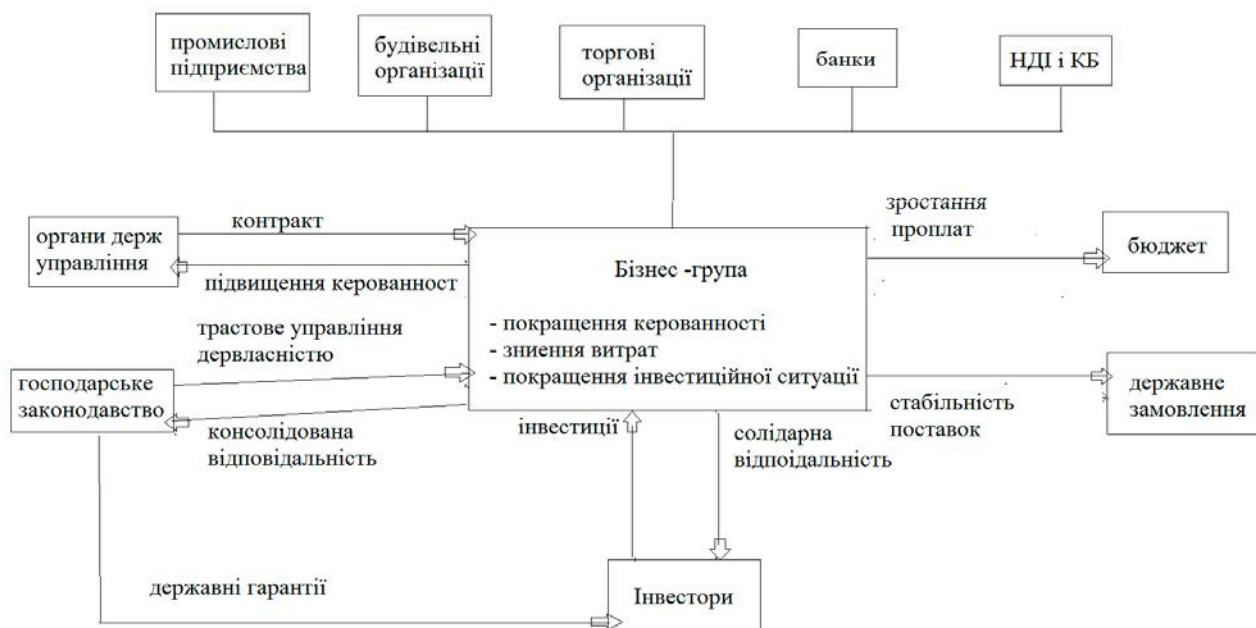 промислові
підприємства
будівельні
організації
торгові
організації
банки
НДІ і КБ
органи держ
управління
контракт
підвищення керованност
зростання
проплат
бюджет
Бізнес -група
- покращення керованності
- зниення витрат
- покращення інвестиційної ситуації
трастове управління
дервласністю
господарське
законодавство
консолідована
відповідальність
інвестиції
солідарна
відпоідальність
стабільність
поставок
державне
замовлення
державні гарантії
Інвестори